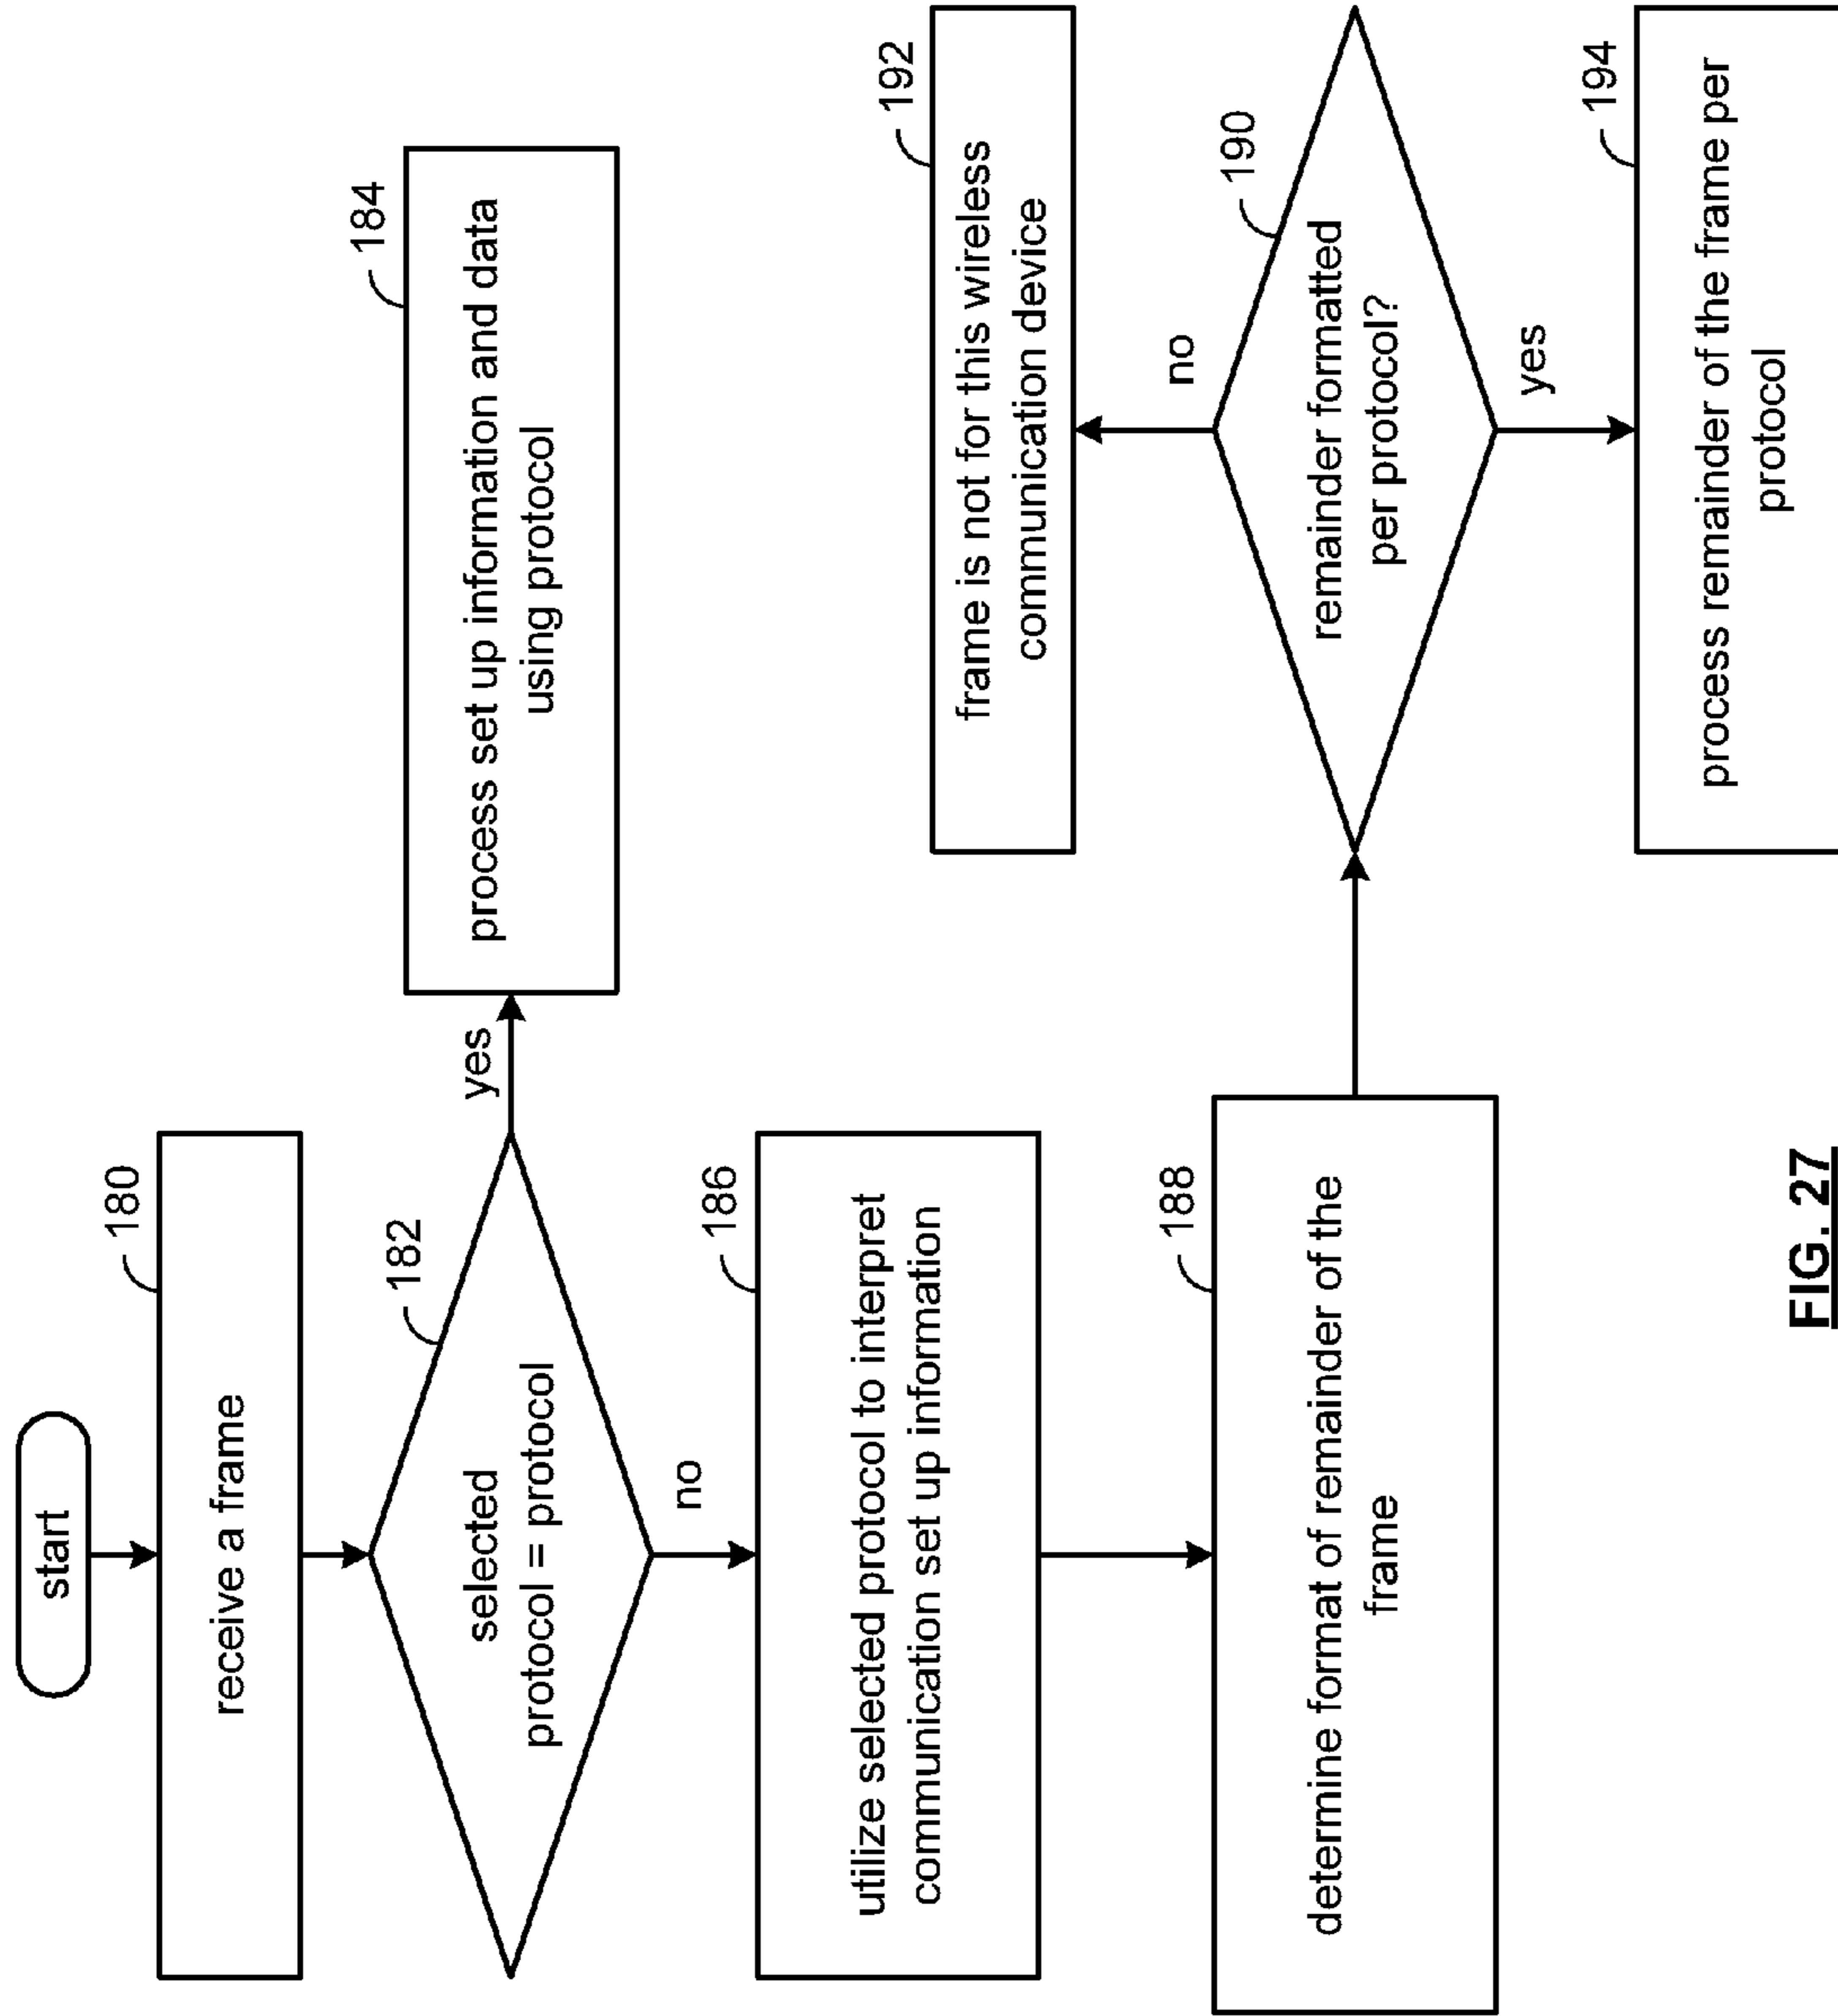 start
180
receive a frame
182
selected
protocol = protocol
yes
184
process set up information and data
using protocol
no
186
utilize selected protocol to interpret
communication set up information
188
determine format of remainder of the
frame
190
remainder formatted
per protocol?
no
192
frame is not for this wireless
communication device
yes
194
process remainder of the frame per
protocol
FIG. 27